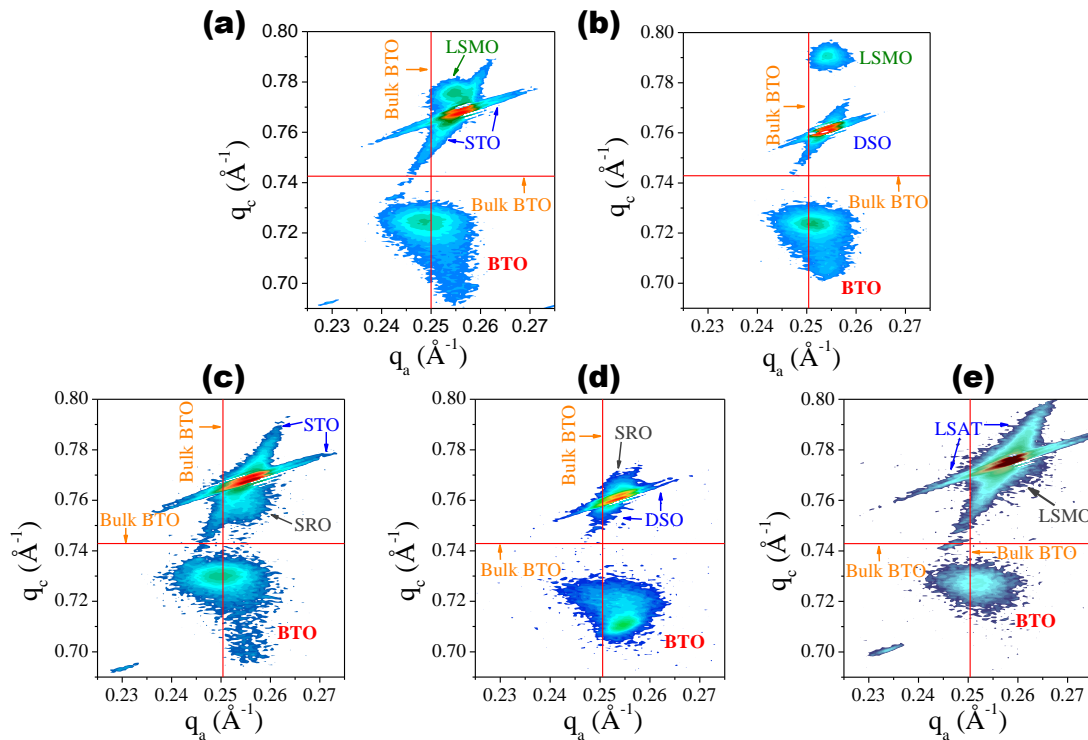 (a)
0.80
0.78
0.76
0.74
0.72
0.70
q_c (Å⁻¹)
Bulk BTO
LSMO
STO
Bulk BTO
BTO
0.23 0.24 0.25 0.26 0.27
q_a (Å⁻¹)
(b)
0.80
0.78
0.76
0.74
0.72
0.70
q_c (Å⁻¹)
Bulk BTO
LSMO
DSO
Bulk BTO
BTO
0.23 0.24 0.25 0.26 0.27
q_a (Å⁻¹)
(c)
0.80
0.78
0.76
0.74
0.72
0.70
q_c (Å⁻¹)
Bulk BTO
STO
SRO
Bulk BTO
BTO
0.23 0.24 0.25 0.26 0.27
q_a (Å⁻¹)
(d)
0.80
0.78
0.76
0.74
0.72
0.70
q_c (Å⁻¹)
Bulk BTO
SRO
DSO
Bulk BTO
BTO
0.23 0.24 0.25 0.26 0.27
q_a (Å⁻¹)
(e)
0.80
0.78
0.76
0.74
0.72
0.70
q_c (Å⁻¹)
LSAT
LSMO
Bulk BTO
Bulk BTO
BTO
0.23 0.24 0.25 0.26 0.27
q_a (Å⁻¹)